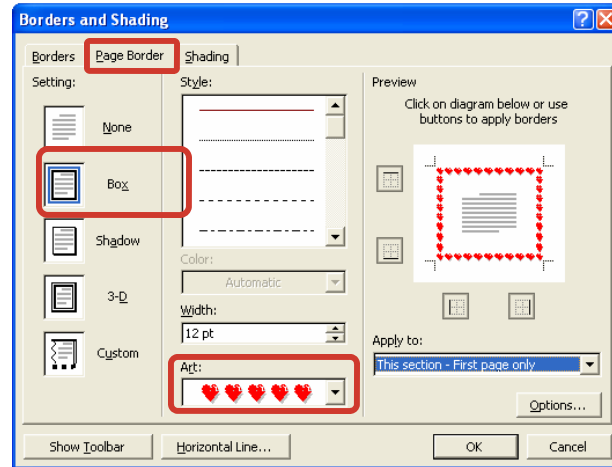 Borders and Shading
Borders
Page Border
Shading
Setting:
None
Box
Shadow
3-D
Custom
Style:
Color:
Automatic
Width:
12 pt
Art:
Preview
Click on diagram below or use
buttons to apply borders
Apply to:
This section - First page only
Options...
Show Toolbar
Horizontal Line...
OK
Cancel